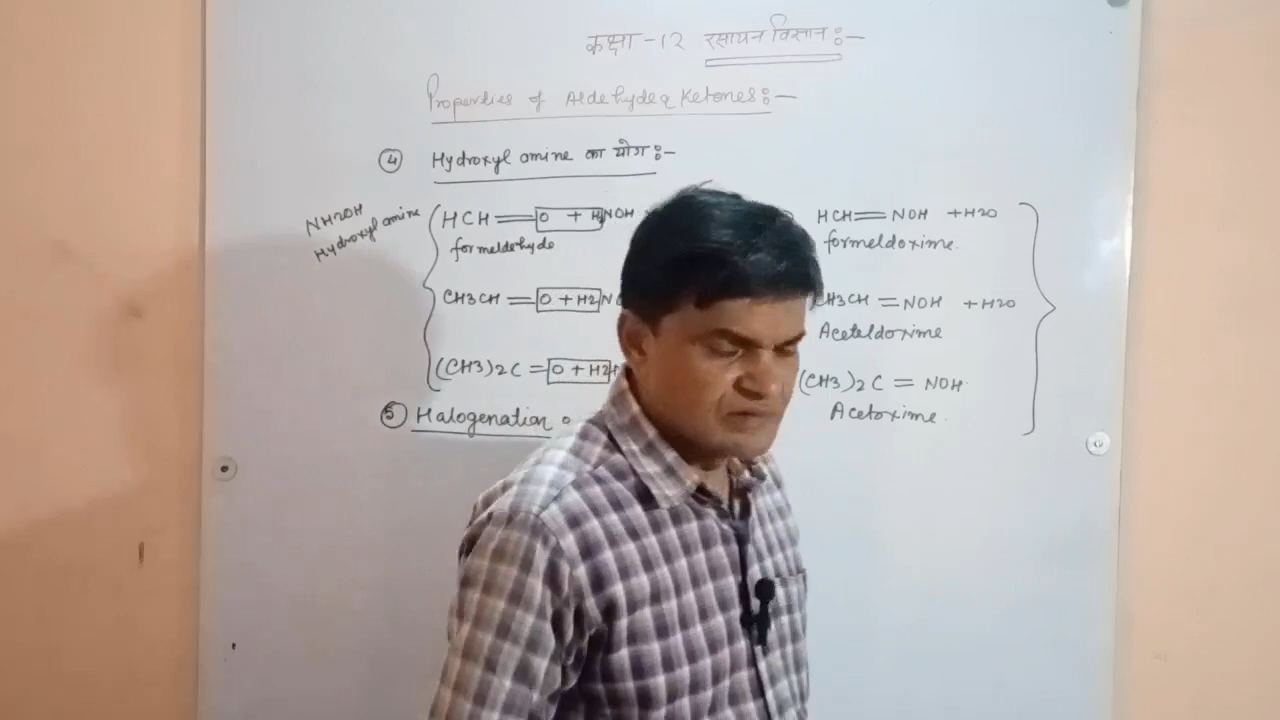 कक्षा -12 रसायन विज्ञान :-
Properties of Aldehyde & Ketones :-
④ Hydroxyl amine का योग :-
NH2OH
Hydroxyl amine
HCH = O + H2NOH
HCH = NOH + H2O
formeldehyde
formeldoxime.
CH3CH = O + H2N
CH3CH = NOH + H2O
Aceteldoxime
(CH3)2C = O + H2
(CH3)2C = NOH
Acetoxime.
⑤ Halogenation